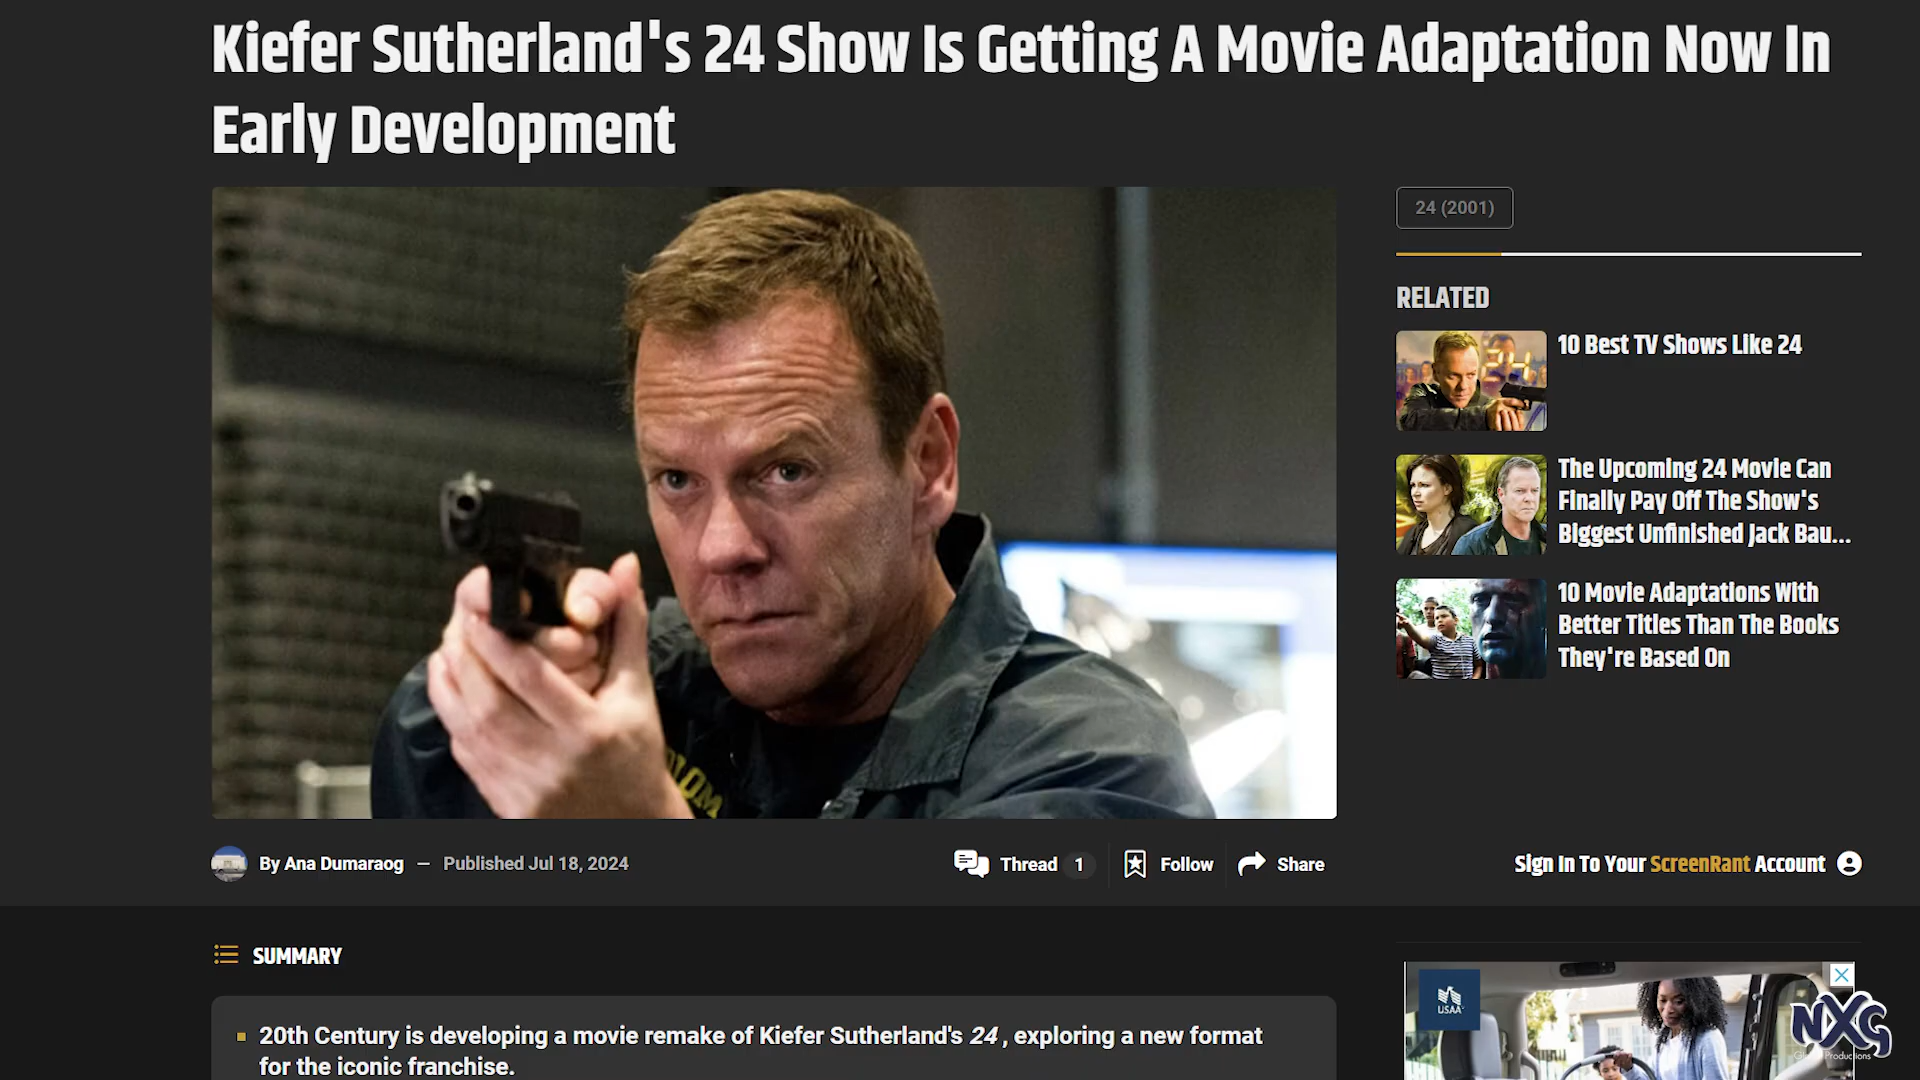 Kiefer Sutherland's 24 Show Is Getting A Movie Adaptation Now In
Early Development
24 (2001)
RELATED
24
10 Best TV Shows Like 24
The Upcoming 24 Movie Can
Finally Pay Off The Show's
Biggest Unfinished Jack Bau...
10 Movie Adaptations With
Better Titles Than The Books
They're Based On
By Ana Dumaraog — Published Jul 18, 2024
Thread 1
Follow
Share
Sign In To Your ScreenRant Account
SUMMARY
20th Century is developing a movie remake of Kiefer Sutherland's 24, exploring a new format
for the iconic franchise.
USAA
NXG
Productions